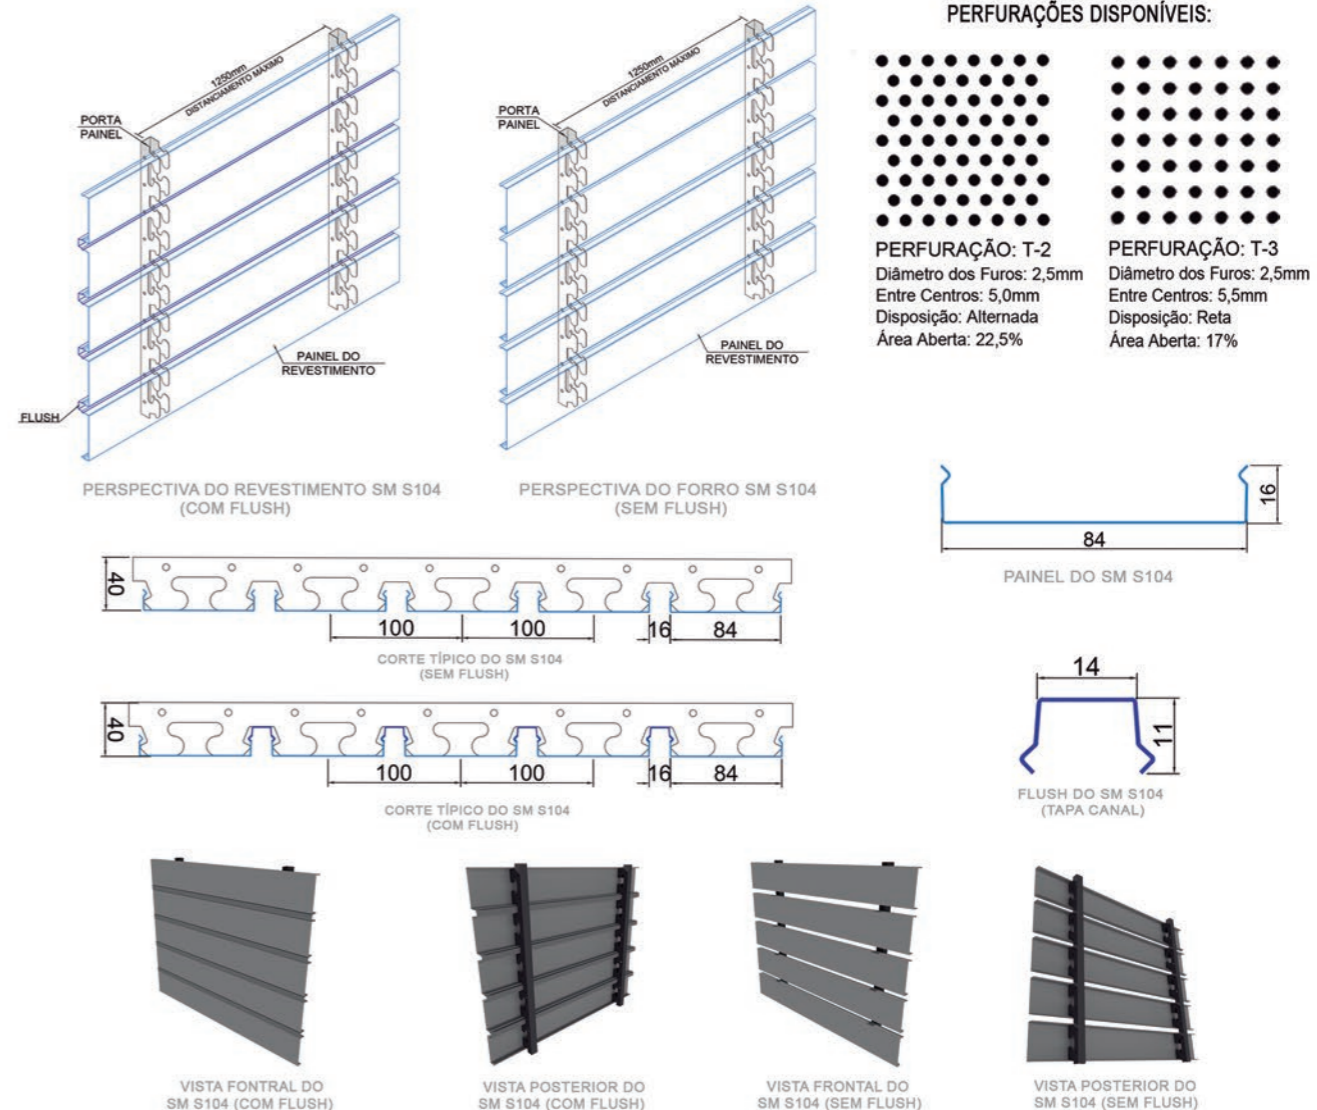 PERFURAÇÕES DISPONÍVEIS:
1250mm
DISTANCIAMENTO MÁXIMO
PORTA
PAINEL
PAINEL DO
REVESTIMENTO
FLUSH
PERSPECTIVA DO REVESTIMENTO SM S104
(COM FLUSH)
1250mm
DISTANCIAMENTO MÁXIMO
PORTA
PAINEL
PAINEL DO
REVESTIMENTO
PERSPECTIVA DO FORRO SM S104
(SEM FLUSH)
PERFURAÇÃO: T-2
Diâmetro dos Furos: 2,5mm
Entre Centros: 5,0mm
Disposição: Alternada
Área Aberta: 22,5%
PERFURAÇÃO: T-3
Diâmetro dos Furos: 2,5mm
Entre Centros: 5,5mm
Disposição: Reta
Área Aberta: 17%
16
84
PAINEL DO SM S104
40
100
100
16
84
CORTE TÍPICO DO SM S104
(SEM FLUSH)
40
100
100
16
84
CORTE TÍPICO DO SM S104
(COM FLUSH)
14
11
FLUSH DO SM S104
(TAPA CANAL)
VISTA FONTRAL DO
SM S104 (COM FLUSH)
VISTA POSTERIOR DO
SM S104 (COM FLUSH)
VISTA FRONTAL DO
SM S104 (SEM FLUSH)
VISTA POSTERIOR DO
SM S104 (SEM FLUSH)